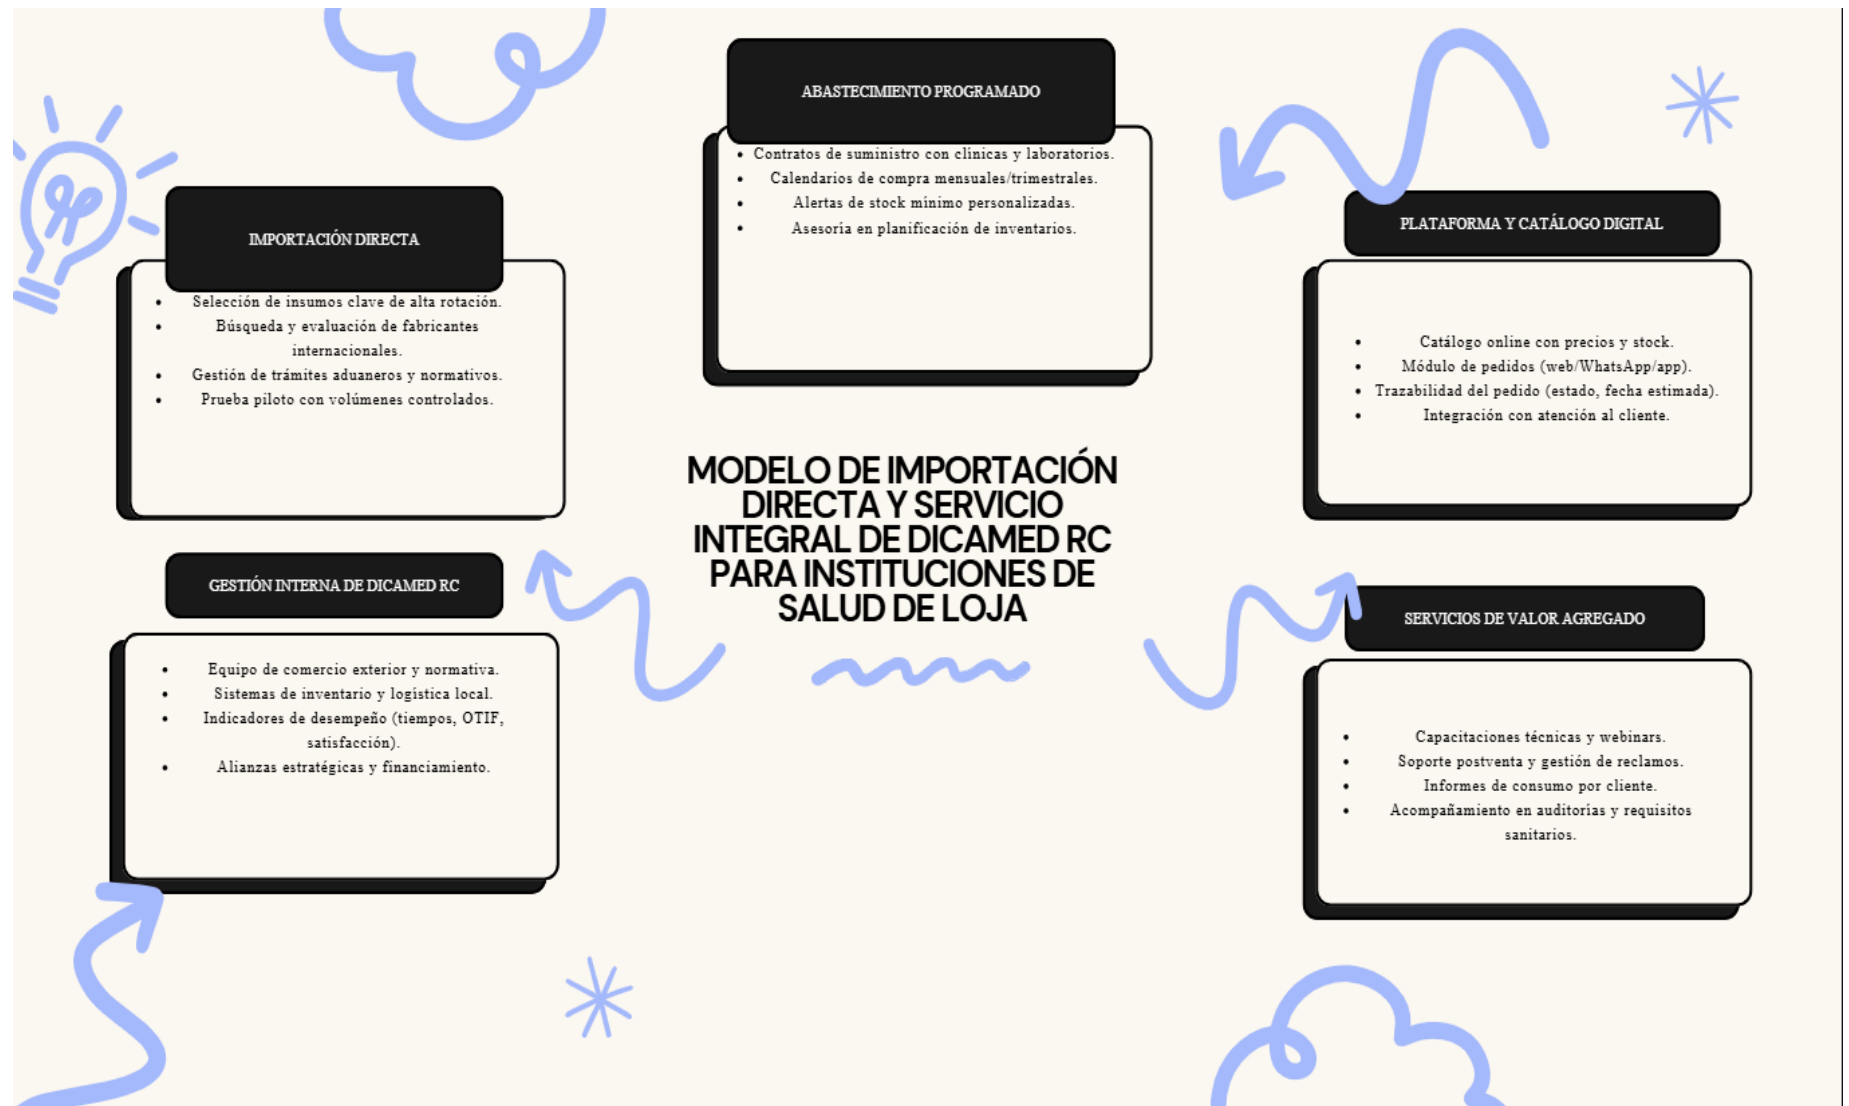 ABASTECIMIENTO PROGRAMADO
• Contratos de suministro con clínicas y laboratorios.
• Calendarios de compra mensuales/trimestrales.
• Alertas de stock mínimo personalizadas.
• Asesoría en planificación de inventarios.
IMPORTACIÓN DIRECTA
• Selección de insumos clave de alta rotación.
• Búsqueda y evaluación de fabricantes
internacionales.
• Gestión de trámites aduaneros y normativos.
• Prueba piloto con volúmenes controlados.
PLATAFORMA Y CATÁLOGO DIGITAL
• Catálogo online con precios y stock.
• Módulo de pedidos (web/WhatsApp/app).
• Trazabilidad del pedido (estado, fecha estimada).
• Integración con atención al cliente.
MODELO DE IMPORTACIÓN
DIRECTA Y SERVICIO
INTEGRAL DE DICAMED RC
PARA INSTITUCIONES DE
SALUD DE LOJA
GESTIÓN INTERNA DE DICAMED RC
• Equipo de comercio exterior y normativa.
• Sistemas de inventario y logística local.
• Indicadores de desempeño (tiempos, OTIF,
satisfacción).
• Alianzas estratégicas y financiamiento.
SERVICIOS DE VALOR AGREGADO
• Capacitaciones técnicas y webinars.
• Soporte postventa y gestión de reclamos.
• Informes de consumo por cliente.
• Acompañamiento en auditorías y requisitos
sanitarios.